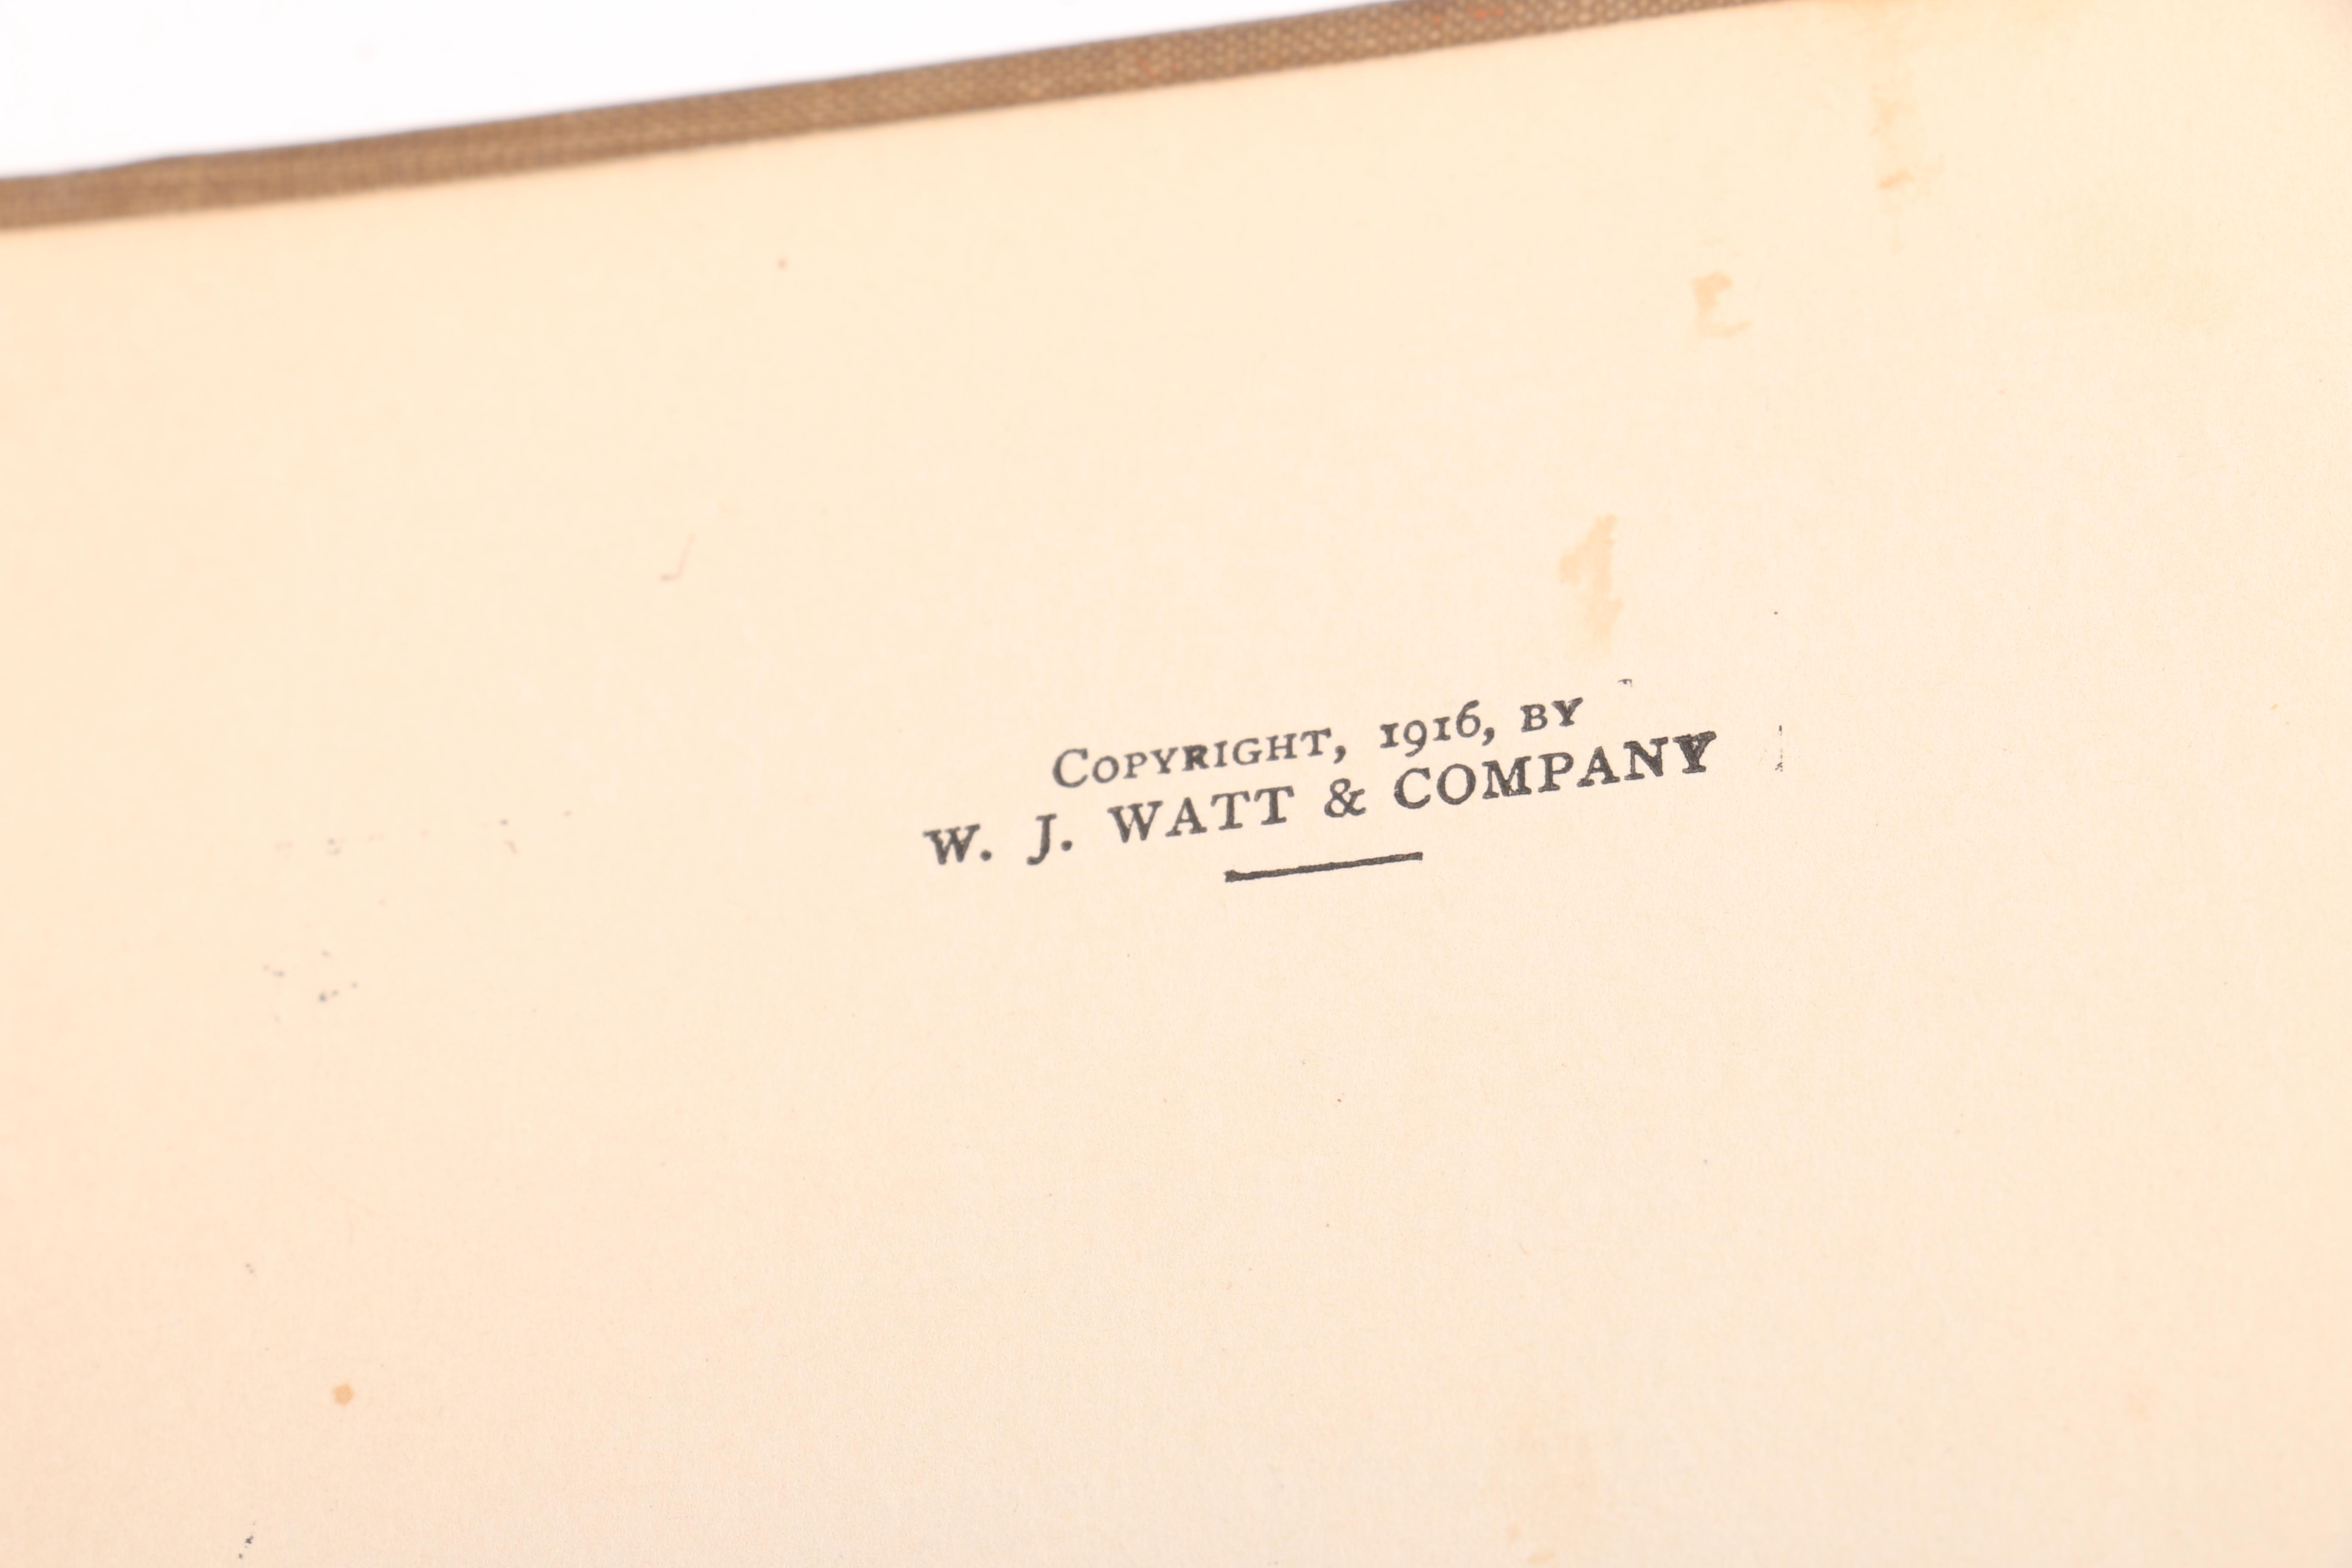 Copyright, 1916, by
W. J. WATT & COMPANY